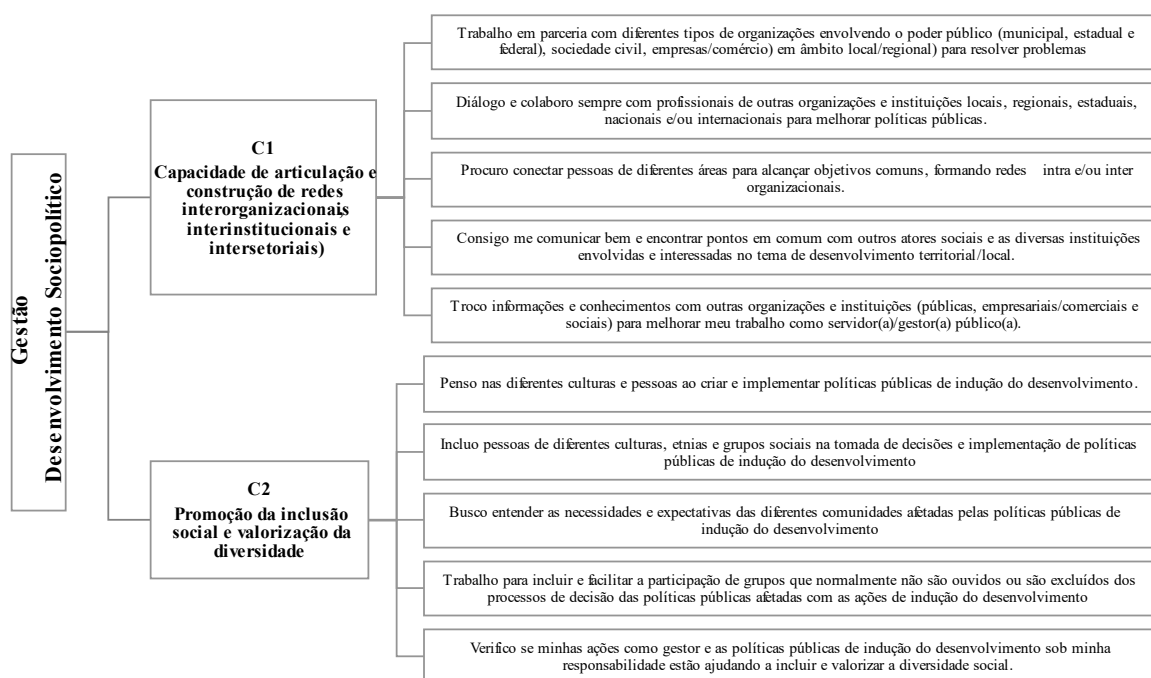 Gestão
Desenvolvimento Sociopolítico
C1
Capacidade de articulação e
construção de redes
interorganizacionais,
interinstitucionais e
intersetoriais)
Trabalho em parceria com diferentes tipos de organizações envolvendo o poder público (municipal, estadual e
federal), sociedade civil, empresas/comércio) em âmbito local/regional) para resolver problemas
Diálogo e colaboro sempre com profissionais de outras organizações e instituições locais, regionais, estaduais,
nacionais e/ou internacionais para melhorar políticas públicas.
Procuro conectar pessoas de diferentes áreas para alcançar objetivos comuns, formando redes intra e/ou inter
organizacionais.
Consigo me comunicar bem e encontrar pontos em comum com outros atores sociais e as diversas instituições
envolvidas e interessadas no tema de desenvolvimento territorial/local.
Troco informações e conhecimentos com outras organizações e instituições (públicas, empresariais/comerciais e
sociais) para melhorar meu trabalho como servidor(a)/gestor(a) público(a).
C2
Promoção da inclusão
social e valorização da
diversidade
Penso nas diferentes culturas e pessoas ao criar e implementar políticas públicas de indução do desenvolvimento.
Incluo pessoas de diferentes culturas, etnias e grupos sociais na tomada de decisões e implementação de políticas
públicas de indução do desenvolvimento
Busco entender as necessidades e expectativas das diferentes comunidades afetadas pelas políticas públicas de
indução do desenvolvimento
Trabalho para incluir e facilitar a participação de grupos que normalmente não são ouvidos ou são excluídos dos
processos de decisão das políticas públicas afetadas com as ações de indução do desenvolvimento
Verifico se minhas ações como gestor e as políticas públicas de indução do desenvolvimento sob minha
responsabilidade estão ajudando a incluir e valorizar a diversidade social.